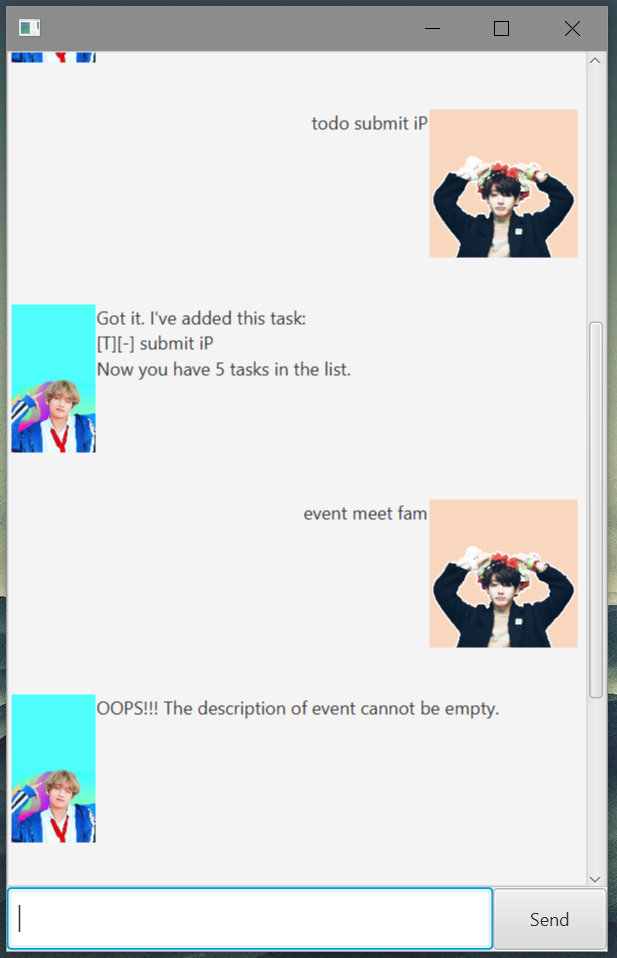 todo submit iP
Got it. I've added this task:
[T][-] submit iP
Now you have 5 tasks in the list.
event meet fam
OOPS!!! The description of event cannot be empty.
Send